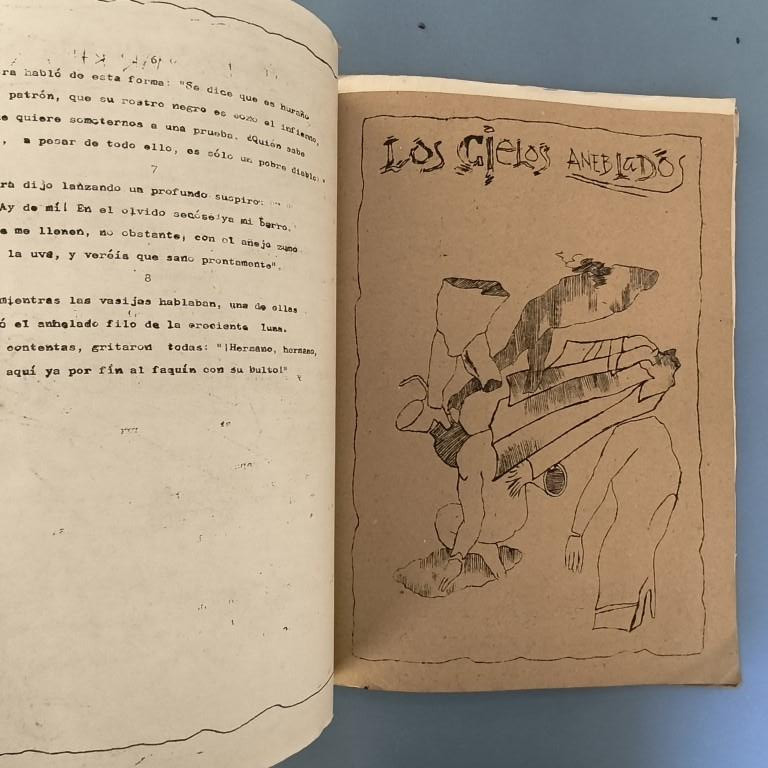 6
ra habló de esta forma: "Se dice que es huraño
patrón, que su rostro negro es como el infierno,
e quiere someternos a una prueba. ¿Quién sabe
, a pesar de todo ello, es sólo un pobre diablo."
7
ra dijo lanzando un profundo suspiro:
Ay de mí! En el olvido secóse ya mi barro.
e me llenen, no obstante, con el añejo zumo
la uva, y veréia que sano prontamente".
8
mientras las vasijas hablaban, una de ellas
ó el anhelado filo de la creciente luna.
contentas, gritaron todas: "¡Hermano, hermano,
aquí ya por fin al faquín con su bulto!"
LOS CIELOS ANEBLADOS